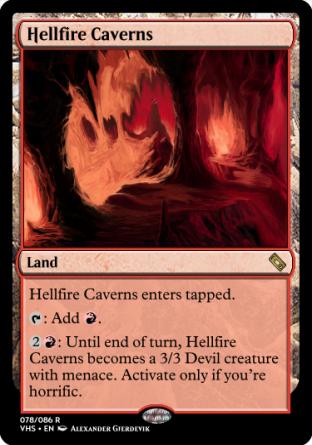 Hellfire Caverns
Land
Hellfire Caverns enters tapped.
: Add .
2 : Until end of turn, Hellfire
Caverns becomes a 3/3 Devil creature
with menace. Activate only if you're
horrific.
078/086 R
VHS • EN Alexander Gierdevik